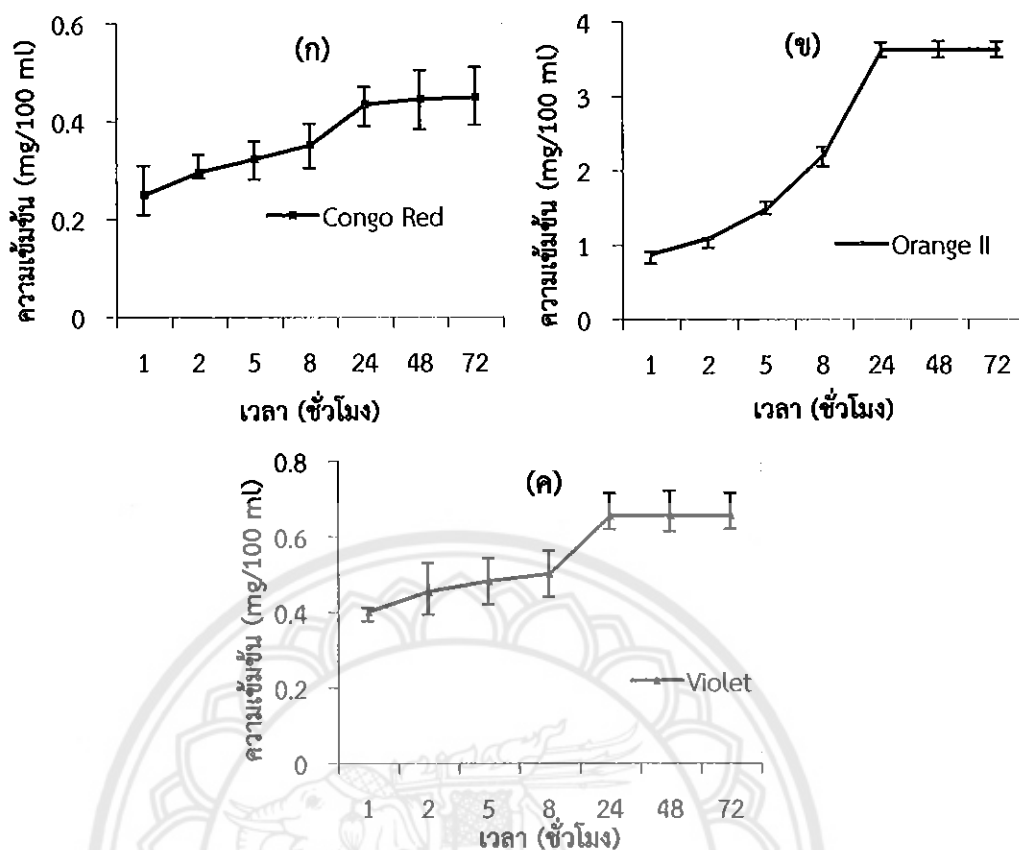 (ก)
ความเข้มข้น (mg/100 ml)
0.6
0.4
0.2
0
Congo Red
1 2 5 8 24 48 72
เวลา (ชั่วโมง)
(ข)
ความเข้มข้น (mg/100 ml)
4
3
2
1
0
Orange II
1 2 5 8 24 48 72
เวลา (ชั่วโมง)
(ค)
ความเข้มข้น (mg/100 ml)
0.8
0.6
0.4
0.2
0
Violet
1 2 5 8 24 48 72
เวลา (ชั่วโมง)